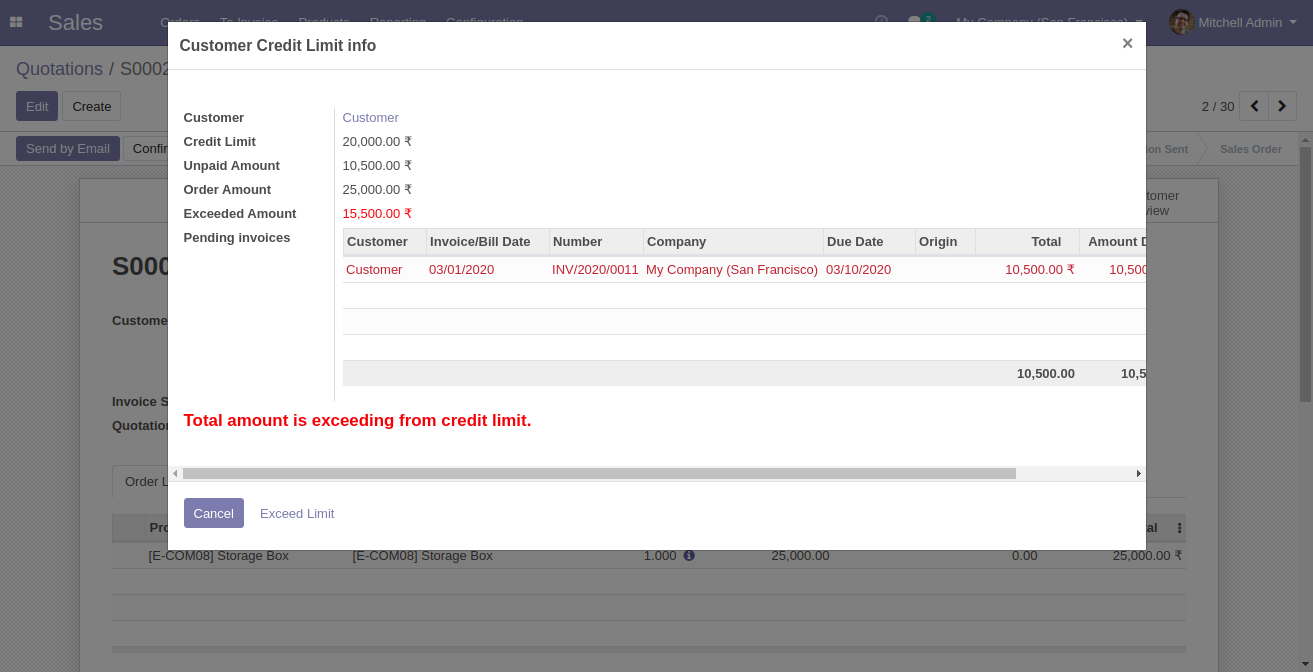 Sales Orders To Invoice Products Reporting Configuration 2 My Company (San Francisco) Mitchell Admin
Customer Credit Limit info ×
Quotations / S0002
Edit Create 2 / 30
Send by Email Confir ion Sent Sales Order
Customer Customer
Credit Limit 20,000.00 ₹
Unpaid Amount 10,500.00 ₹
Order Amount 25,000.00 ₹
Exceeded Amount 15,500.00 ₹
Pending invoices
Customer Invoice/Bill Date Number Company Due Date Origin Total Amount D
Customer 03/01/2020 INV/2020/0011 My Company (San Francisco) 03/10/2020 10,500.00 ₹ 10,500
10,500.00 10,5
Total amount is exceeding from credit limit.
Cancel Exceed Limit
tomer
view
S000
Custome
Invoice S
Quotation
Order L
Pro tal
[E-COM08] Storage Box [E-COM08] Storage Box 1.000 25,000.00 0.00 25,000.00 ₹